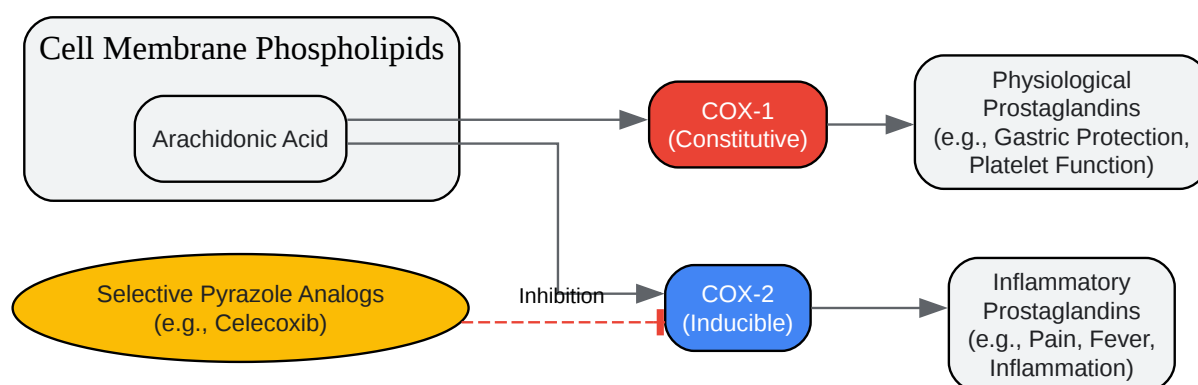 Cell Membrane Phospholipids
Arachidonic Acid
COX-1
(Constitutive)
Physiological
Prostaglandins
(e.g., Gastric Protection,
Platelet Function)
Selective Pyrazole Analogs
(e.g., Celecoxib)
Inhibition
COX-2
(Inducible)
Inflammatory
Prostaglandins
(e.g., Pain, Fever,
Inflammation)